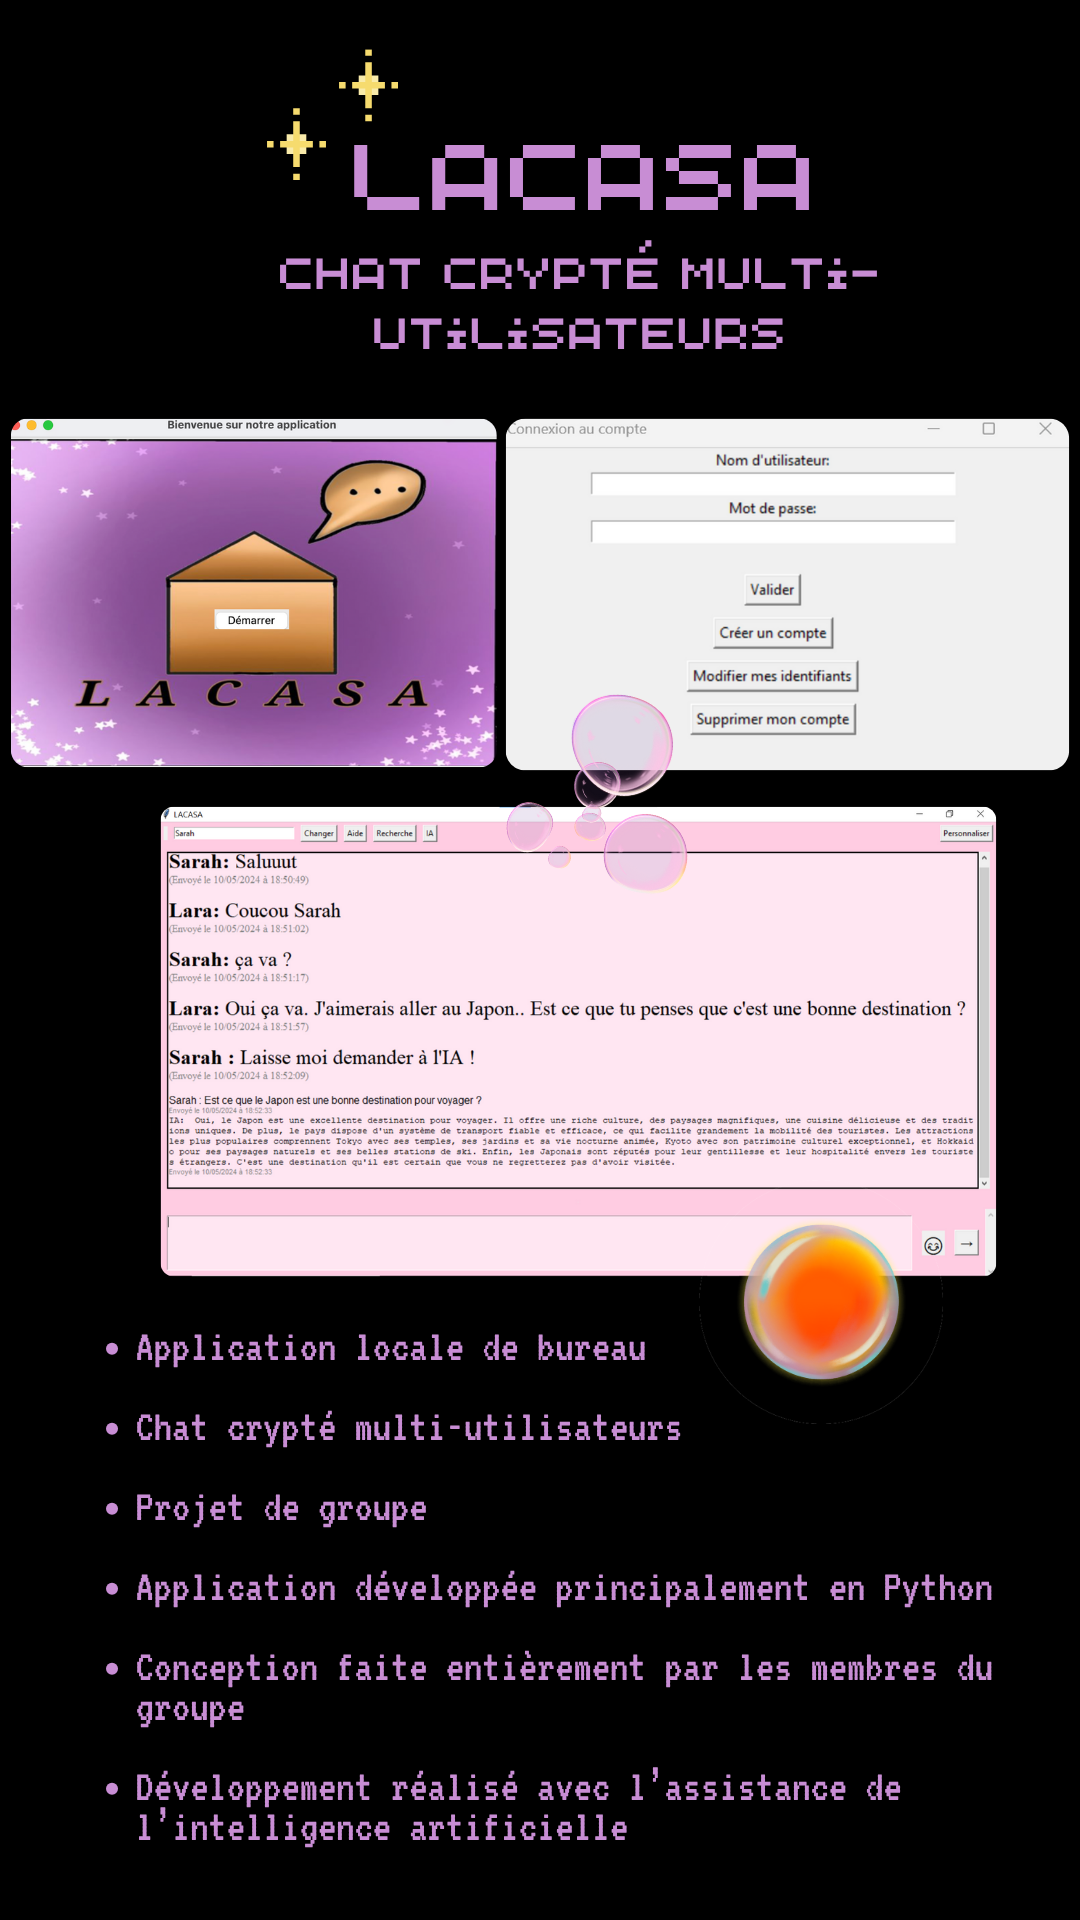 LACASA
CHAT CRYPTÉ MULTi-
UTiLiSATEURS
Bienvenue sur notre application
Démarrer
L A C A S A
Connexion au compte
Nom d'utilisateur:
Mot de passe:
Valider
Créer un compte
Modifier mes identifiants
Supprimer mon compte
LACASA
Sarah Changer Aide Recherche IA Personnaliser
Sarah: Saluuut
(Envoyé le 10/05/2024 à 18:50:49)
Lara: Coucou Sarah
(Envoyé le 10/05/2024 à 18:51:02)
Sarah: ça va ?
(Envoyé le 10/05/2024 à 18:51:17)
Lara: Oui ça va. J'aimerais aller au Japon.. Est ce que tu penses que c'est une bonne destination ?
(Envoyé le 10/05/2024 à 18:51:57)
Sarah : Laisse moi demander à l'IA !
(Envoyé le 10/05/2024 à 18:52:09)
Sarah : Est ce que le Japon est une bonne destination pour voyager ?
Envoyé le 10/05/2024 à 18:52:33
IA: Oui, le Japon est une excellente destination pour voyager. Il offre une riche culture, des paysages magnifiques, une cuisine délicieuse et des tradit
ions uniques. De plus, le pays dispose d'un système de transport fiable et efficace, ce qui facilite grandement la mobilité des touristes. Les attractions
les plus populaires comprennent Tokyo avec ses temples, ses jardins et sa vie nocturne animée, Kyoto avec son patrimoine culturel exceptionnel, et Hokkaid
o pour ses paysages naturels et ses belles stations de ski. Enfin, les Japonais sont réputés pour leur gentillesse et leur hospitalité envers les touriste
s étrangers. C'est une destination qu'il est certain que vous ne regretterez pas d'avoir visitée.
Envoyé le 10/05/2024 à 18:52:33
• Application locale de bureau
• Chat crypté multi-utilisateurs
• Projet de groupe
• Application développée principalement en Python
• Conception faite entièrement par les membres du
groupe
• Développement réalisé avec l'assistance de
l'intelligence artificielle